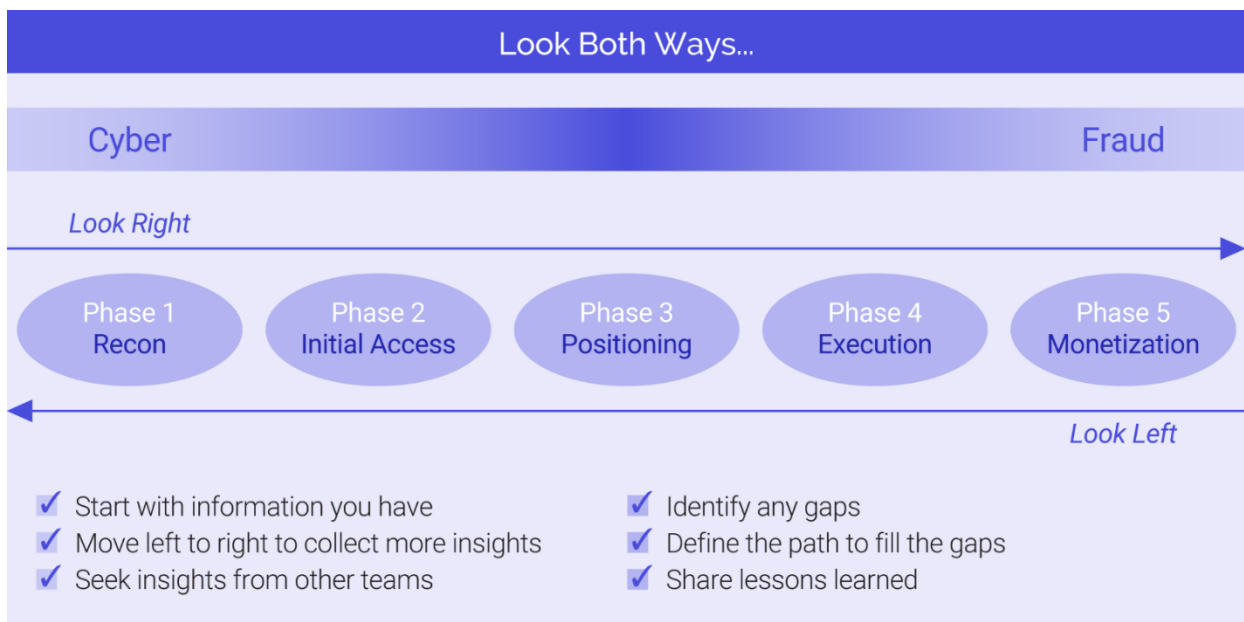 Look Both Ways...
Cyber
Fraud
Look Right
Phase 1
Recon
Phase 2
Initial Access
Phase 3
Positioning
Phase 4
Execution
Phase 5
Monetization
Look Left
Start with information you have
Move left to right to collect more insights
Seek insights from other teams
Identify any gaps
Define the path to fill the gaps
Share lessons learned